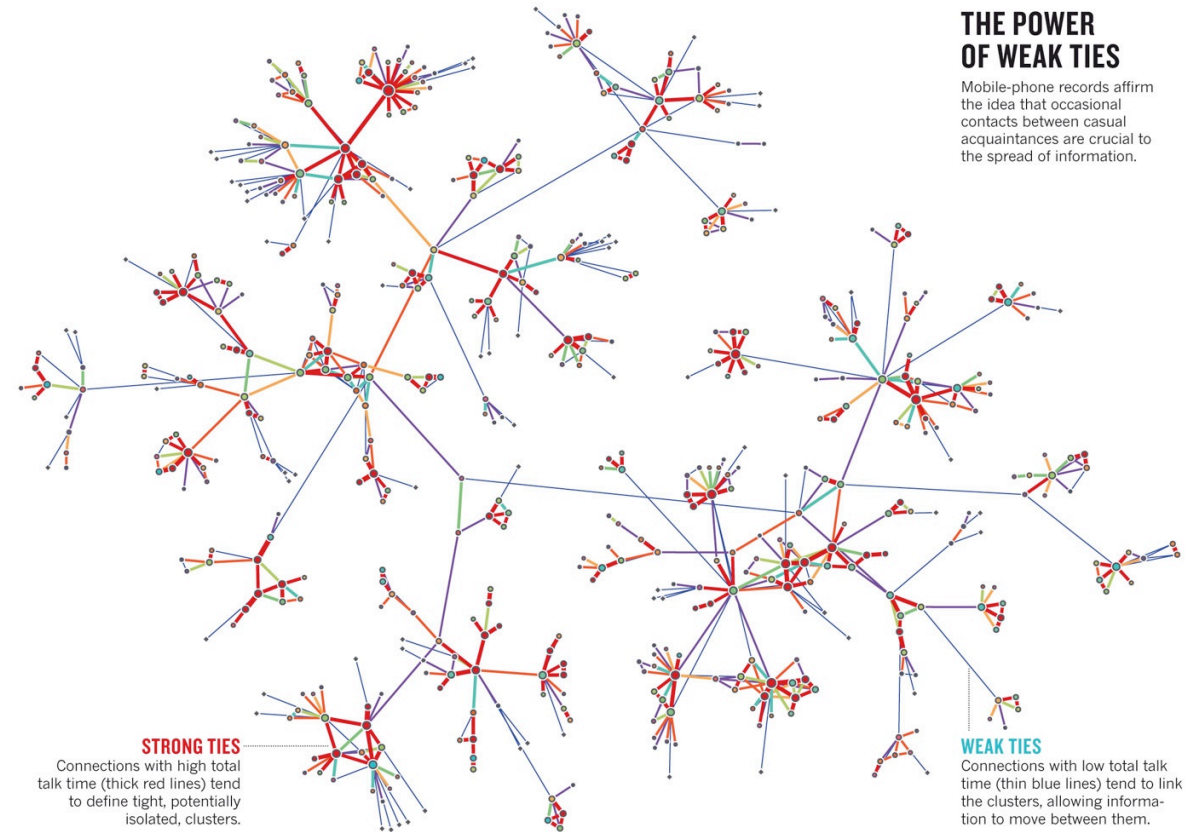 THE POWER
OF WEAK TIES
Mobile-phone records affirm
the idea that occasional
contacts between casual
acquaintances are crucial to
the spread of information.
STRONG TIES
Connections with high total
talk time (thick red lines) tend
to define tight, potentially
isolated, clusters.
WEAK TIES
Connections with low total talk
time (thin blue lines) tend to link
the clusters, allowing informa-
tion to move between them.